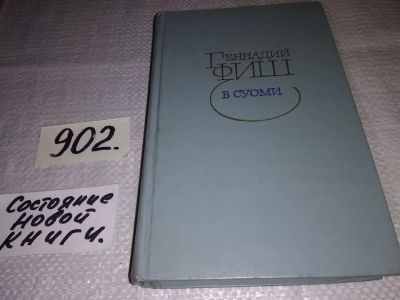 ГЕННАДИЙ
ФИШ
В СУОМИ
902.
Состояние
новой
книги.